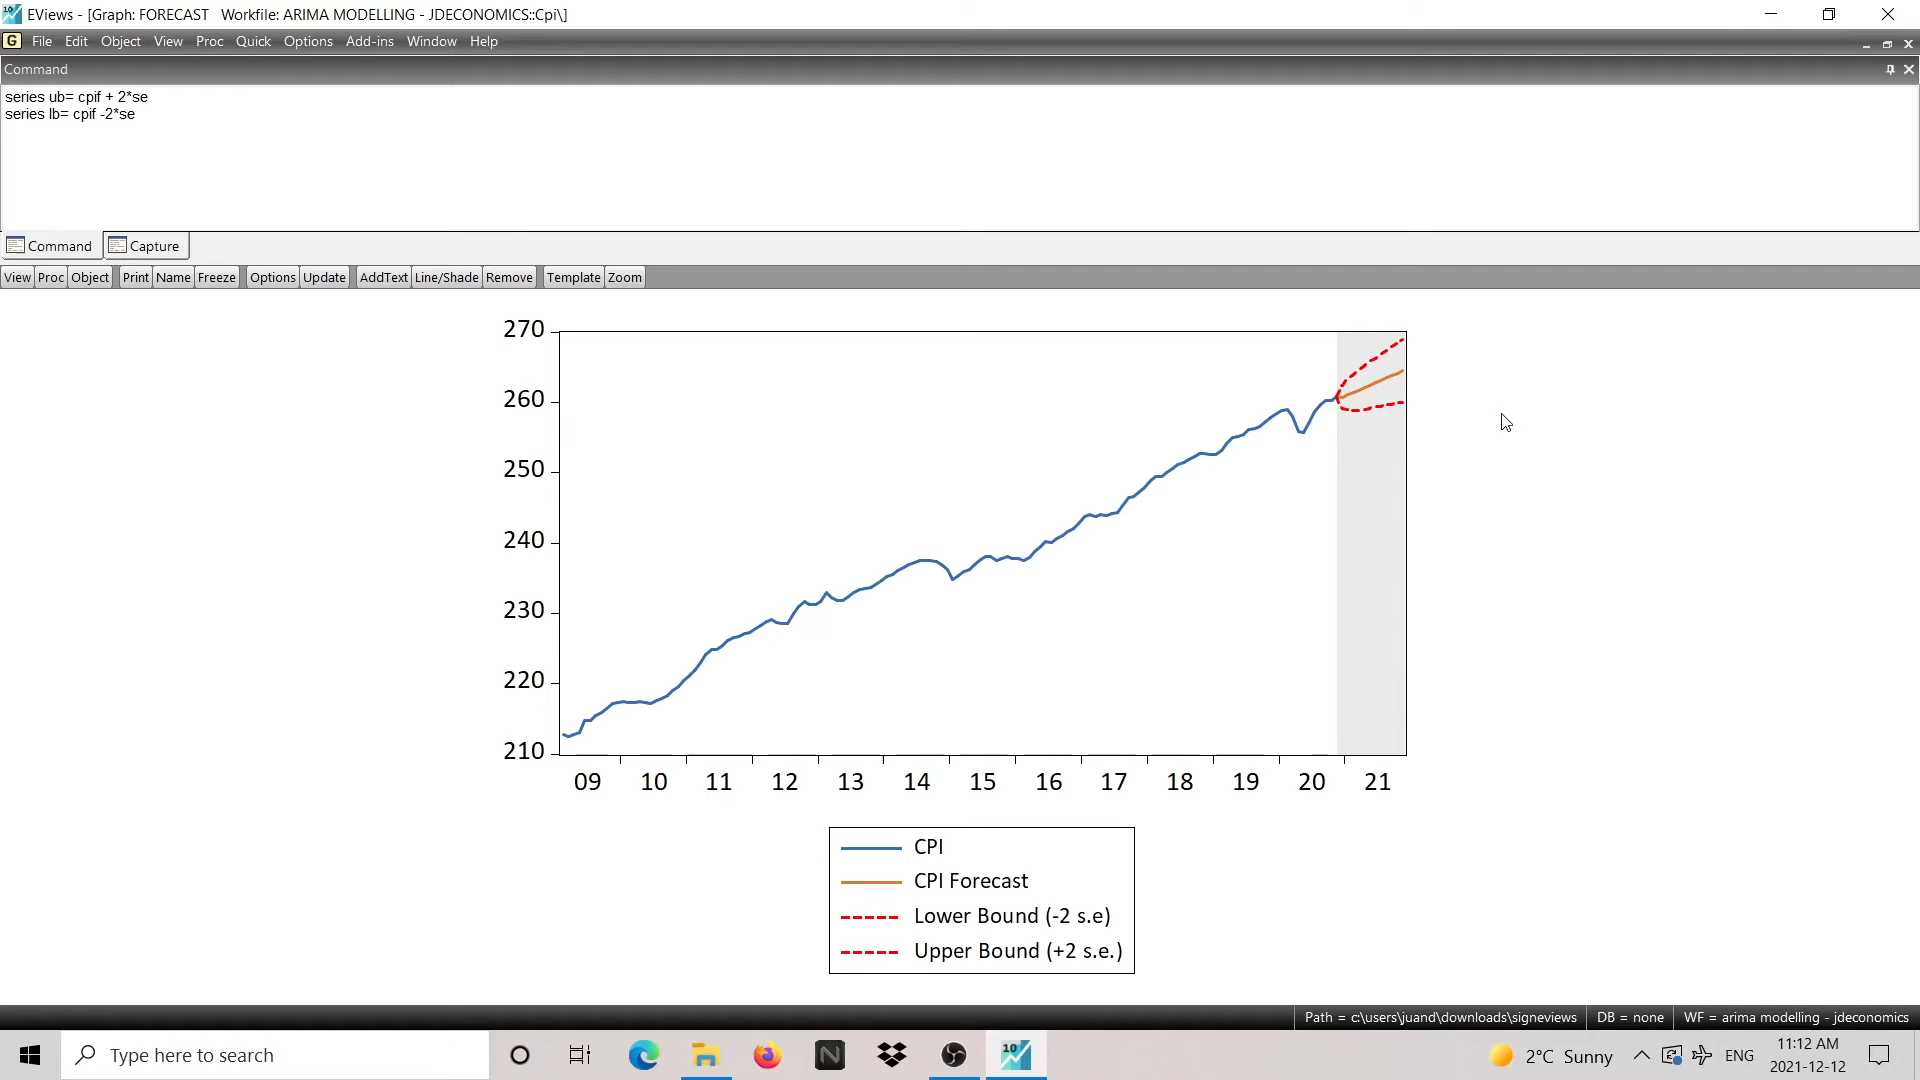 EViews - [Graph: FORECAST   Workfile: ARIMA MODELLING - JDECONOMICS::Cpi\]
G File Edit Object View Proc Quick Options Add-ins Window Help
Command
series ub= cpif + 2*se
series lb= cpif -2*se
Command Capture
View Proc Object Print Name Freeze Options Update AddText Line/Shade Remove Template Zoom
270
260
250
240
230
220
210
09 10 11 12 13 14 15 16 17 18 19 20 21
CPI
CPI Forecast
Lower Bound (-2 s.e)
Upper Bound (+2 s.e.)
Path = c:\users\juand\downloads\signeviews DB = none WF = arima modelling - jdeconomics
Type here to search
10
2°C Sunny
ENG
11:12 AM
2021-12-12